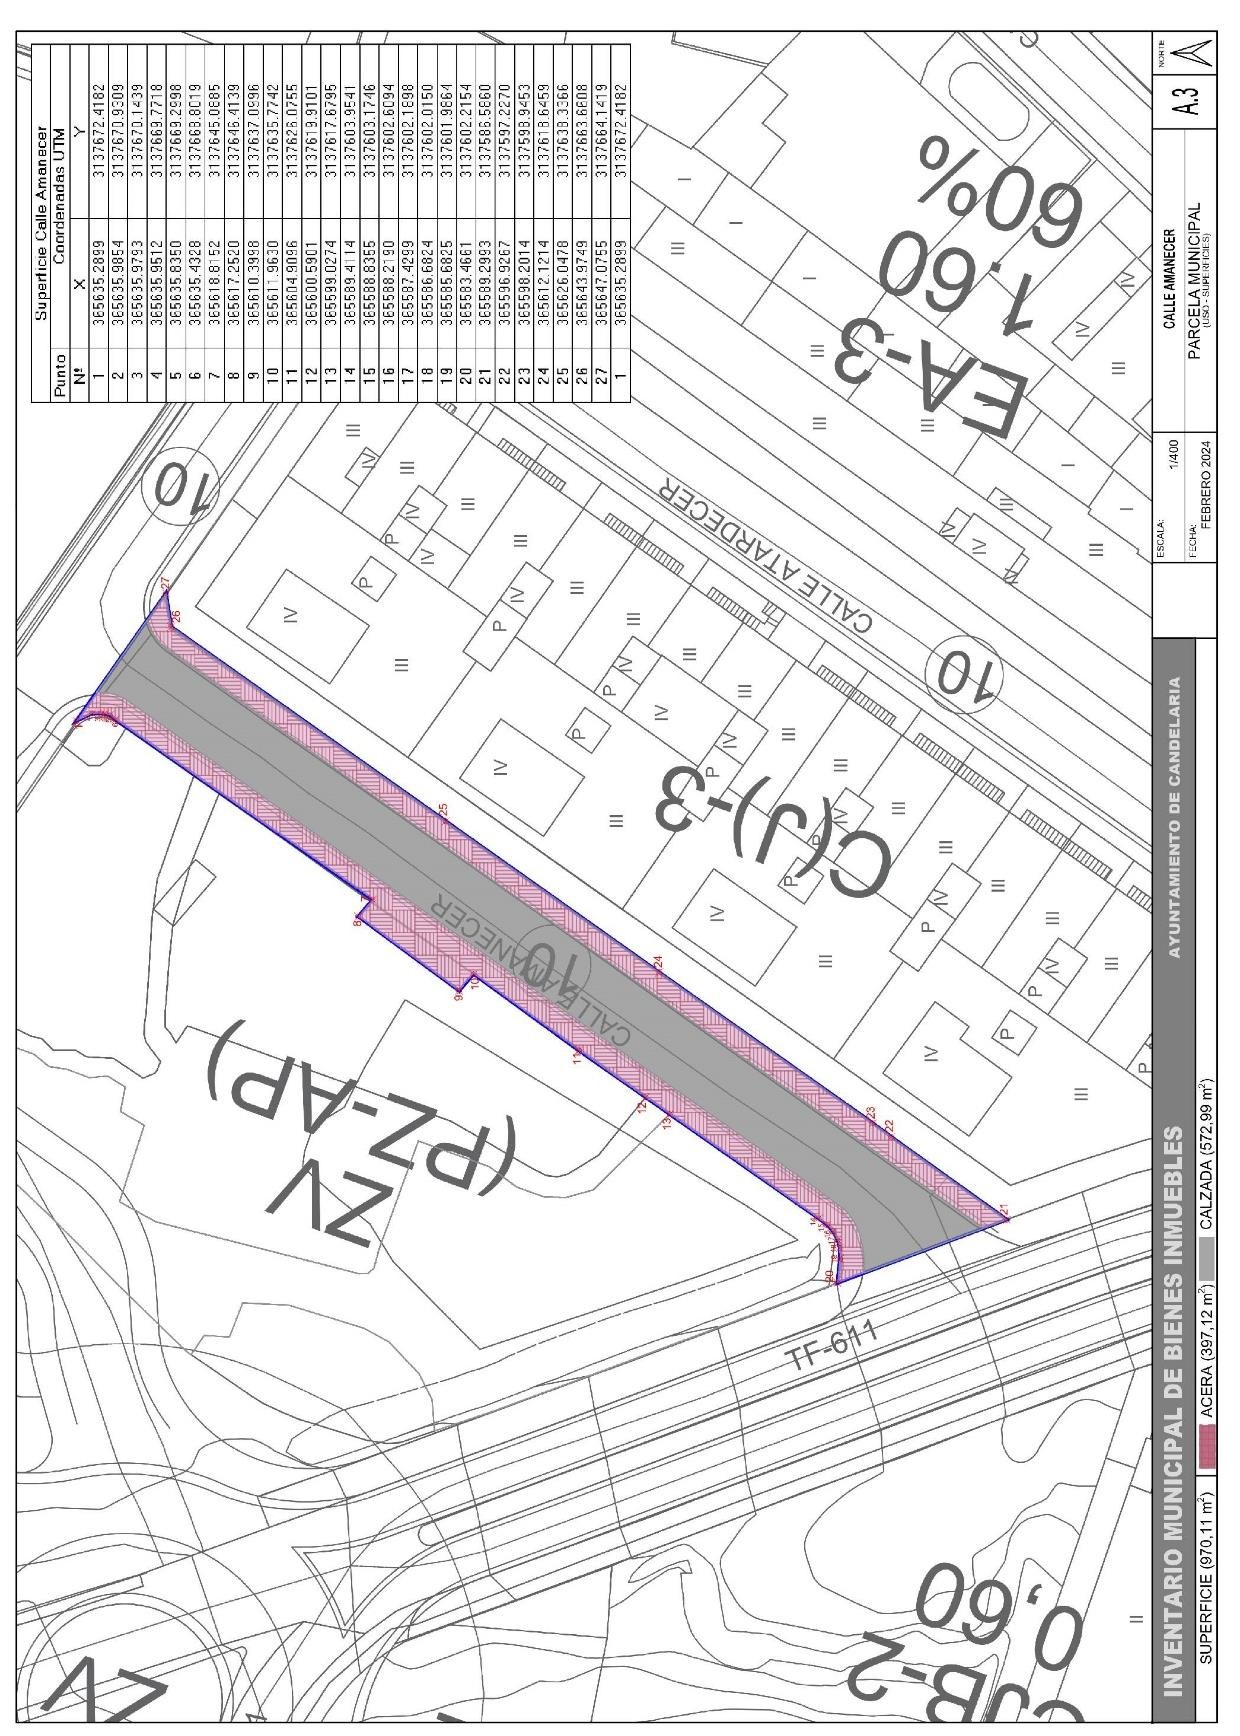 Superficie Calle Amanecer
Punto Coordenadas UTM
Nº X Y
1 365635.2899 3137672.4182
2 365635.9854 3137670.9309
3 365635.9793 3137670.1439
4 365635.9512 3137669.7718
5 365635.8350 3137669.2998
6 365635.4328 3137668.8019
7 365618.8152 3137645.0885
8 365617.2520 3137646.4139
9 365610.3998 3137637.0996
10 365611.9630 3137635.7742
11 365604.9096 3137626.0755
12 365600.5901 3137619.9101
13 365599.0274 3137617.6795
14 365589.4114 3137603.9541
15 365588.8355 3137603.1746
16 365588.2190 3137602.6094
17 365587.4299 3137602.1898
18 365586.6824 3137602.0150
19 365585.6825 3137601.9864
20 365583.4661 3137602.2154
21 365589.2993 3137586.5860
22 365596.9267 3137597.2270
23 365598.2014 3137598.9453
24 365612.1214 3137618.6459
25 365626.0478 3137638.3366
26 365643.9749 3137663.6608
27 365647.0755 3137664.1419
1 365635.2899 3137672.4182
10
CALLE ATARDECER
10
EA-3
1.60
60%
C(J)-3
CALLE AMANECER
10
ZV
(PZ-AP)
TF-611
CJB-2
0,60
ZV
INVENTARIO MUNICIPAL DE BIENES INMUEBLES
AYUNTAMIENTO DE CANDELARIA
SUPERFICIE (970,11 m²)
ACERA (397,12 m²)
CALZADA (572,99 m²)
ESCALA: 1/400
FECHA: FEBRERO 2024
CALLE AMANECER
PARCELA MUNICIPAL
(USO - SUPERFICIES)
A.3
NORTE